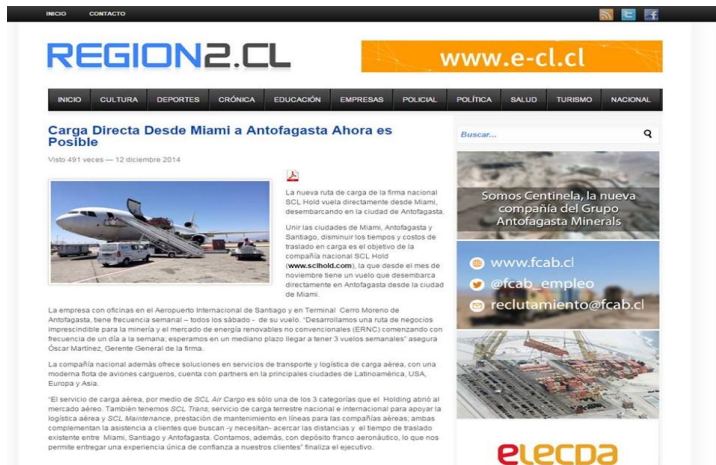 INICIO CONTACTO
REGION2.CL
www.e-cl.cl
INICIO CULTURA DEPORTES CRÓNICA EDUCACIÓN EMPRESAS POLICIAL POLÍTICA SALUD TURISMO NACIONAL
Carga Directa Desde Miami a Antofagasta Ahora es
Posible
Visto 491 veces — 12 diciembre 2014
La nueva ruta de carga de la firma nacional
SCL Hold vuela directamente desde Miami,
desembarcando en la ciudad de Antofagasta.
Unir las ciudades de Miami, Antofagasta y
Santiago, disminuir los tiempos y costos de
traslado en carga es el objetivo de la
compañía nacional SCL Hold
(www.sclhold.com), la que desde el mes de
noviembre tiene un vuelo que desembarca
directamente en Antofagasta desde la ciudad
de Miami.
La empresa con oficinas en el Aeropuerto Internacional de Santiago y en Terminal Cerro Moreno de
Antofagasta, tiene frecuencia semanal – todos los sábado - de su vuelo. “Desarrollamos una ruta de negocios
imprescindible para la minería y el mercado de energía renovables no convencionales (ERNC) comenzando con
frecuencia de un día a la semana; esperamos en un mediano plazo llegar a tener 3 vuelos semanales” asegura
Óscar Martínez, Gerente General de la firma.
La compañía nacional además ofrece soluciones en servicios de transporte y logística de carga aérea, con una
moderna flota de aviones cargueros, cuenta con partners en la principales ciudades de Latinoamérica, USA,
Europa y Asia.
“El servicio de carga aérea, por medio de SCL Air Cargo es sólo una de los 3 categorías que el Holding abrió al
mercado aéreo. También tenemos SCL Trans, servicio de carga terrestre nacional e internacional para apoyar la
logística aérea y SCL Maintenance, prestación de mantenimiento en líneas para las compañías aéreas; ambas
complementan la asistencia a clientes que buscan -y necesitan- acercar las distancias y el tiempo de traslado
existente entre Miami, Santiago y Antofagasta. Contamos, además, con depósito franco aeronáutico, lo que nos
permite entregar una experiencia única de confianza a nuestros clientes” finaliza el ejecutivo.
Buscar...
Somos Centinela, la nueva
compañía del Grupo
Antofagasta Minerals
www.fcab.cl
@fcab_empleo
reclutamiento@fcab.cl
elecda